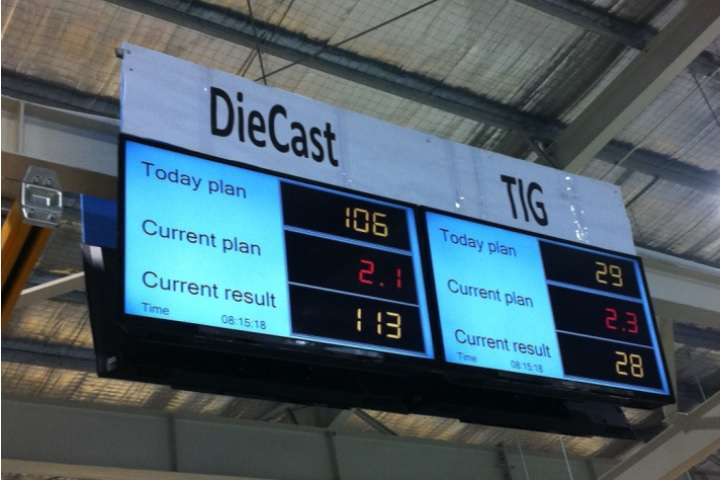 DieCast
Today plan 106
Current plan 2.1
Current result 113
Time 08:15:18
TIG
Today plan 29
Current plan 2.3
Current result 28
Time 08:15:18